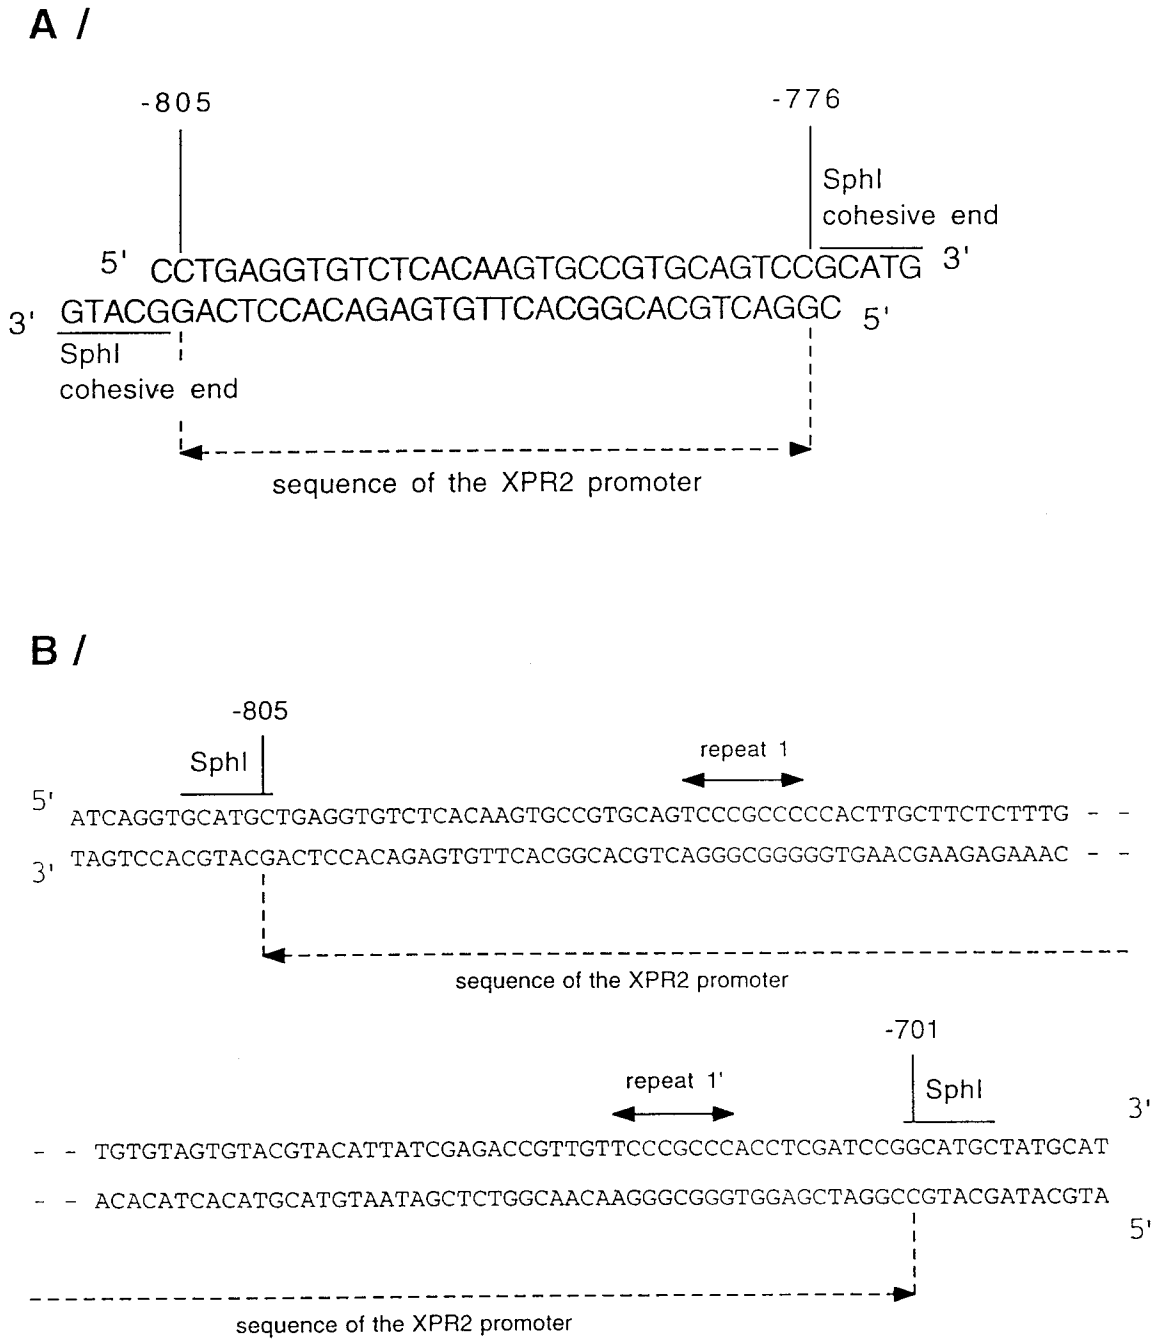 A /
-805
-776
SphI
cohesive end
5' CCTGAGGTGTCTCACAAGTGCCGTGCAGTCCGCATG 3'
3' GTACGGACTCCACAGAGTGTTCACGGCACGTCAGGC 5'
SphI
cohesive end
sequence of the XPR2 promoter
B /
-805
SphI
repeat 1
5' ATCAGGTGCATGCTGAGGTGTCTCACAAGTGCCGTGCAGTCCCGCCCCCACTTGCTTCTCTTTG - -
3' TAGTCCACGTACGACTCCACAGAGTGTTCACGGCACGTCAGGGCGGGGGTGAACGAAGAGAAAC - -
sequence of the XPR2 promoter
-701
repeat 1'
SphI
- - TGTGTAGTGTACGTACATTATCGAGACCGTTGTTCCCGCCCACCTCGATCCGGCATGCTATGCAT 3'
- - ACACATCACATGCATGTAATAGCTCTGGCAACAAGGGCGGGTGGAGCTAGGCCGTACGATACGTA 5'
sequence of the XPR2 promoter